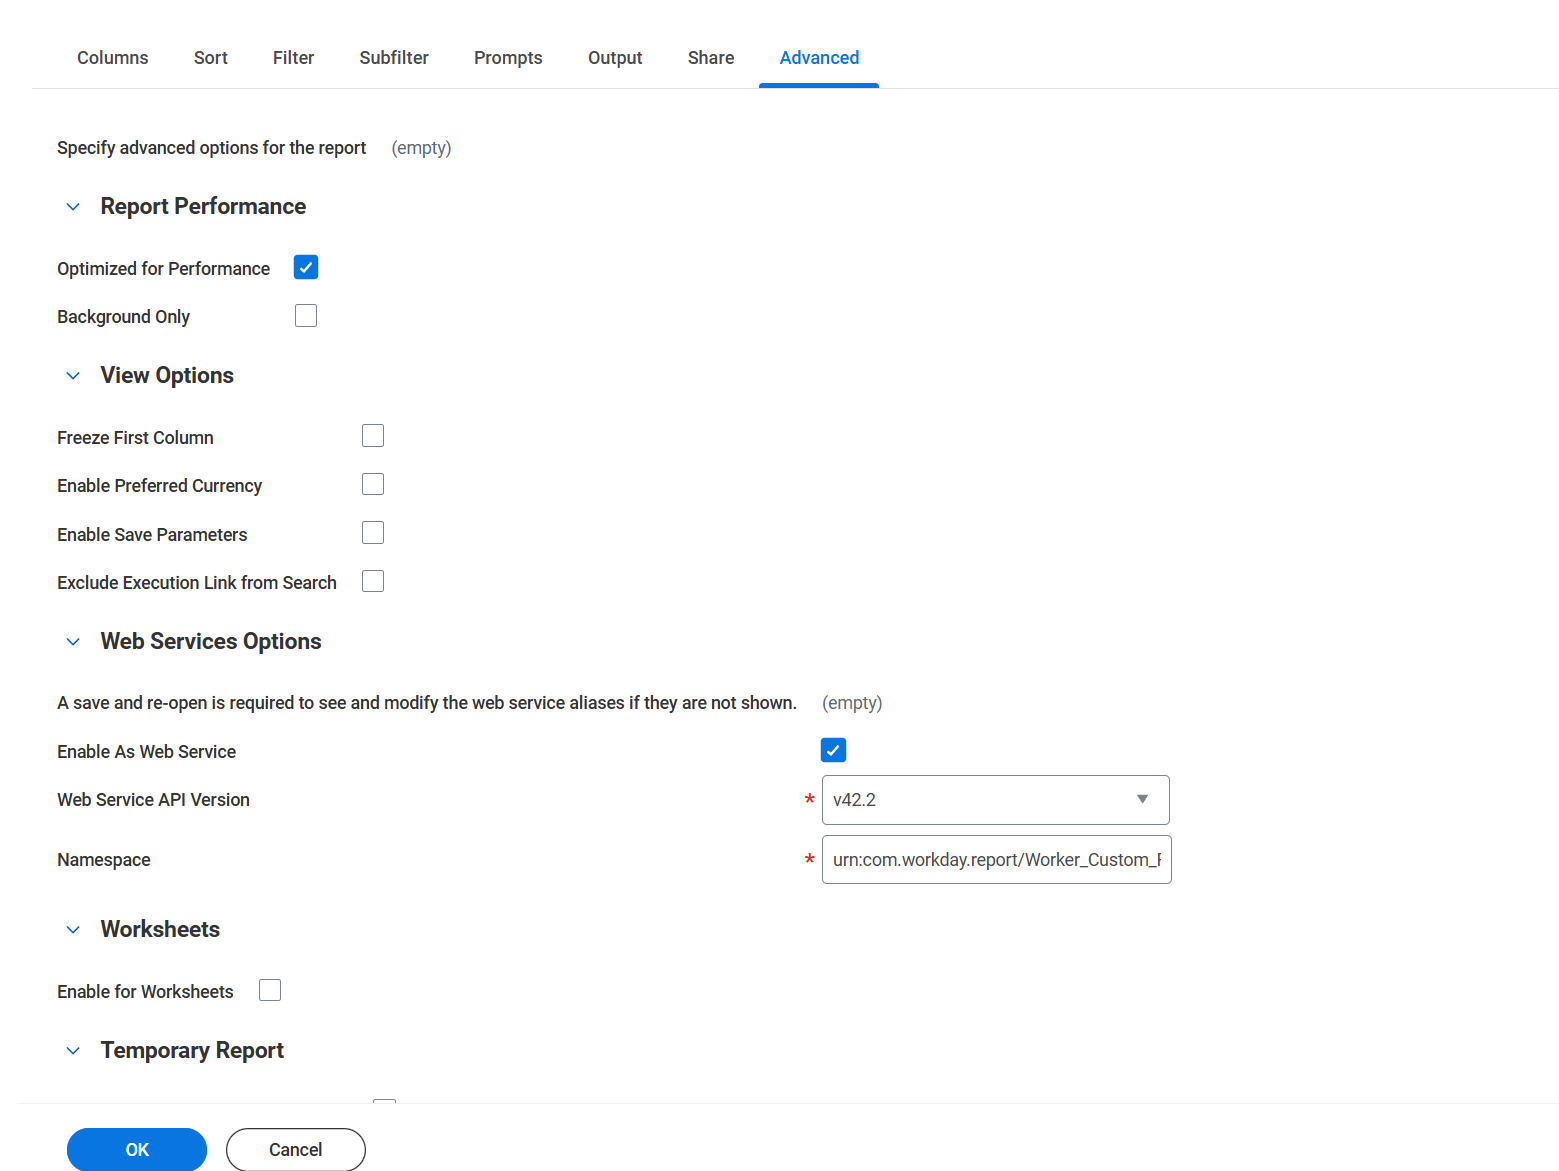 Columns Sort Filter Subfilter Prompts Output Share Advanced
Specify advanced options for the report (empty)
Report Performance
Optimized for Performance
Background Only
View Options
Freeze First Column
Enable Preferred Currency
Enable Save Parameters
Exclude Execution Link from Search
Web Services Options
A save and re-open is required to see and modify the web service aliases if they are not shown. (empty)
Enable As Web Service
Web Service API Version * v42.2
Namespace * urn:com.workday.report/Worker_Custom_
Worksheets
Enable for Worksheets
Temporary Report
OK Cancel